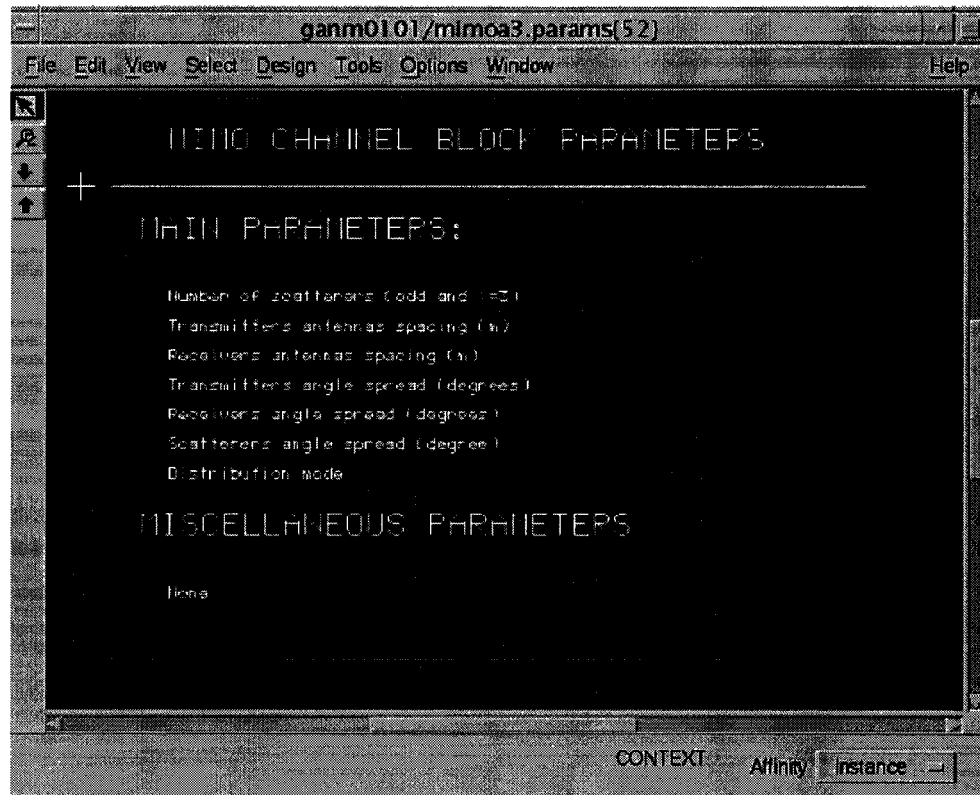 ganm0101/mimoa3.params(52)
File Edit View Select Design Tools Options Window Help
MIMO CHANNEL BLOCK PARAMETERS
MAIN PARAMETERS:
Number of scatterers (odd and
Transmitters antennas spacing (m)
Receivers antennas spacing (m)
Transmitters angle spread (degrees)
Receivers angle spread (degrees)
Scatterers angle spread (degree)
Distribution mode
MISCELLANEOUS PARAMETERS
None
CONTEXT Affinity Instance